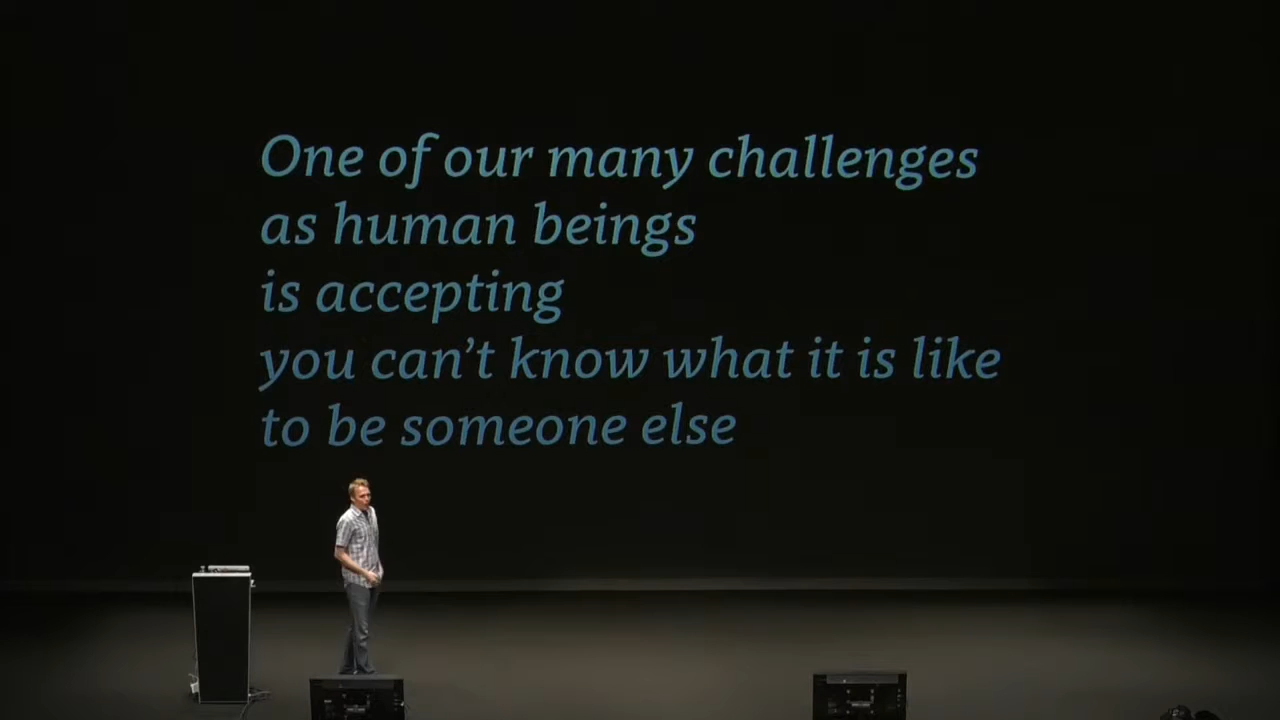 One of our many challenges
as human beings
is accepting
you can’t know what it is like
to be someone else